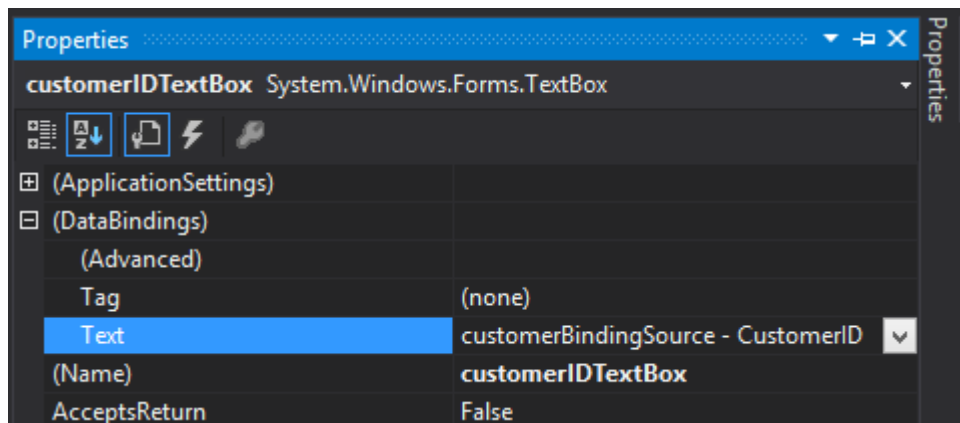 Properties
customerIDTextBox System.Windows.Forms.TextBox
(ApplicationSettings)
(DataBindings)
(Advanced)
Tag (none)
Text customerBindingSource - CustomerID
(Name) customerIDTextBox
AcceptsReturn False
Properties